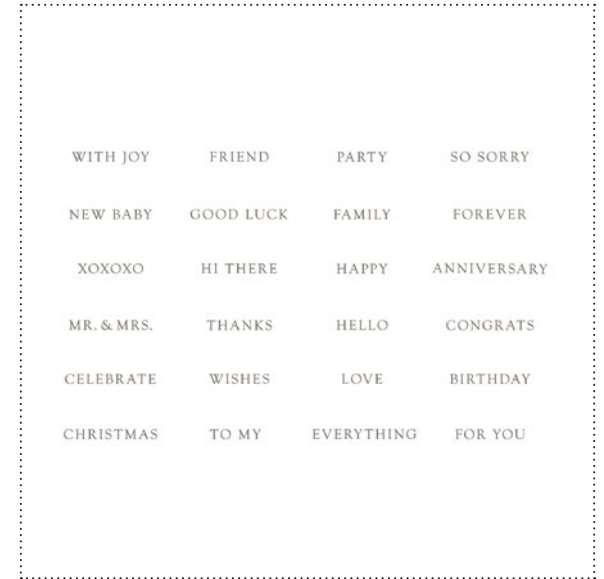 WITH JOY FRIEND PARTY SO SORRY
NEW BABY GOOD LUCK FAMILY FOREVER
XOXOXO HI THERE HAPPY ANNIVERSARY
MR. & MRS. THANKS HELLO CONGRATS
CELEBRATE WISHES LOVE BIRTHDAY
CHRISTMAS TO MY EVERYTHING FOR YOU